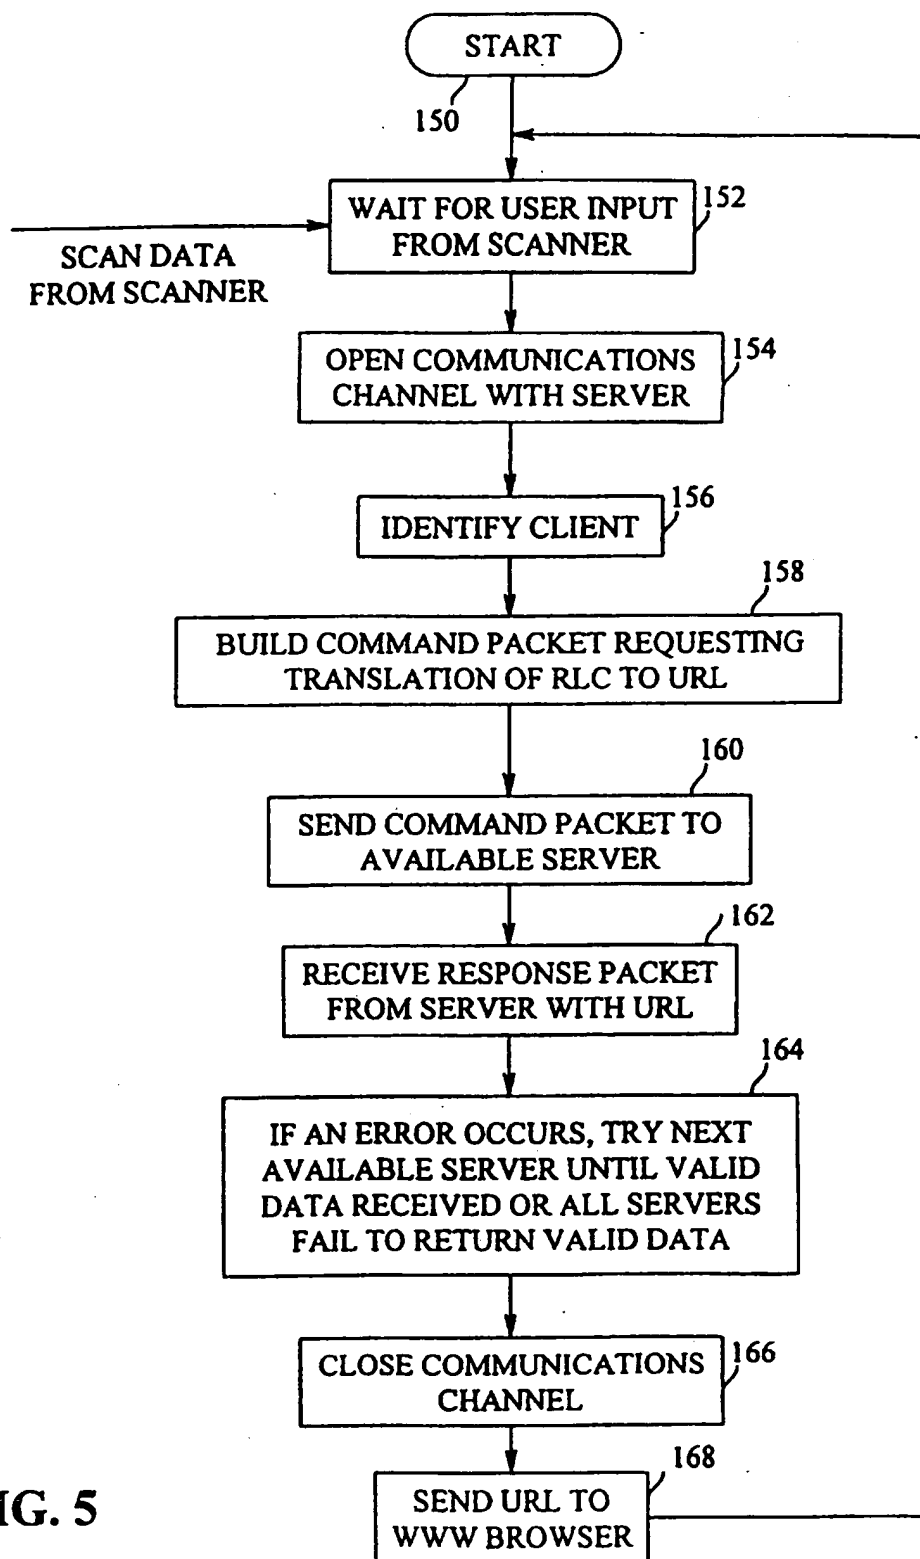 START
150
WAIT FOR USER INPUT
FROM SCANNER
152
SCAN DATA
FROM SCANNER
OPEN COMMUNICATIONS
CHANNEL WITH SERVER
154
IDENTIFY CLIENT
156
158
BUILD COMMAND PACKET REQUESTING
TRANSLATION OF RLC TO URL
160
SEND COMMAND PACKET TO
AVAILABLE SERVER
162
RECEIVE RESPONSE PACKET
FROM SERVER WITH URL
164
IF AN ERROR OCCURS, TRY NEXT
AVAILABLE SERVER UNTIL VALID
DATA RECEIVED OR ALL SERVERS
FAIL TO RETURN VALID DATA
CLOSE COMMUNICATIONS
CHANNEL
166
168
SEND URL TO
WWW BROWSER
IG. 5